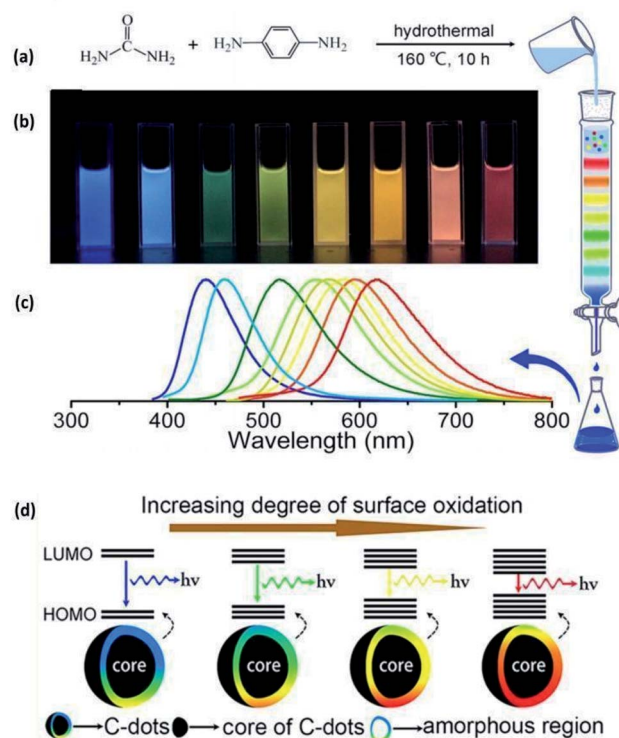 (a)
O
H₂N NH₂
+
H₂N NH₂
hydrothermal
160 ℃, 10 h
(b)
(c)
300 400 500 600 700 800
Wavelength (nm)
(d)
Increasing degree of surface oxidation
LUMO
hν hν hν hν
HOMO
core core core core
C-dots core of C-dots amorphous region